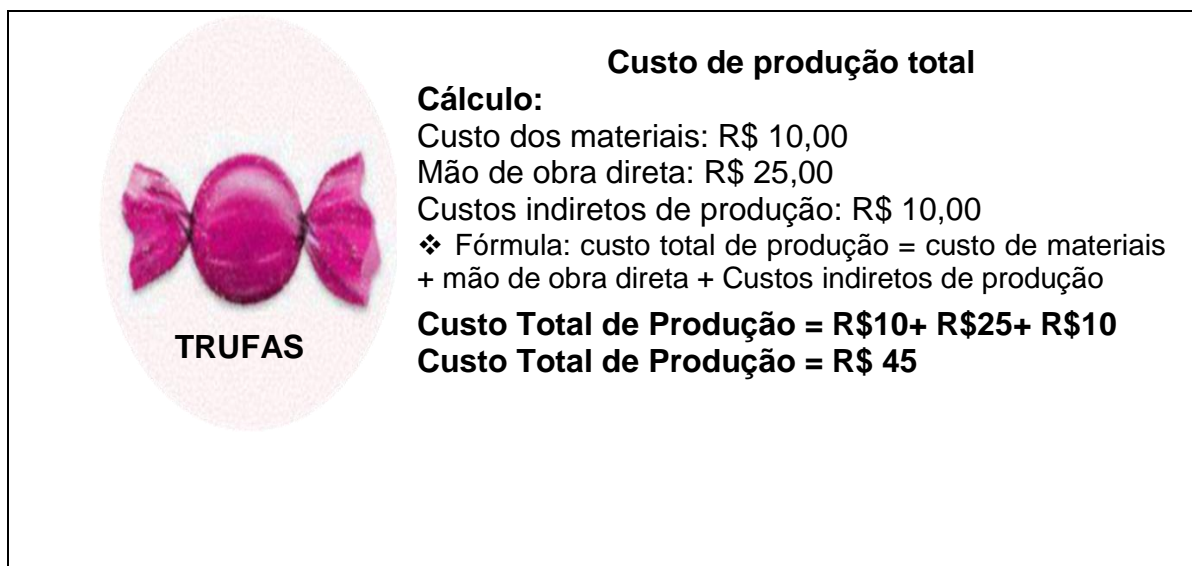 Custo de produção total
Cálculo:
Custo dos materiais: R$ 10,00
Mão de obra direta: R$ 25,00
Custos indiretos de produção: R$ 10,00
❖ Fórmula: custo total de produção = custo de materiais
+ mão de obra direta + Custos indiretos de produção
Custo Total de Produção = R$10+ R$25+ R$10
Custo Total de Produção = R$ 45
TRUFAS